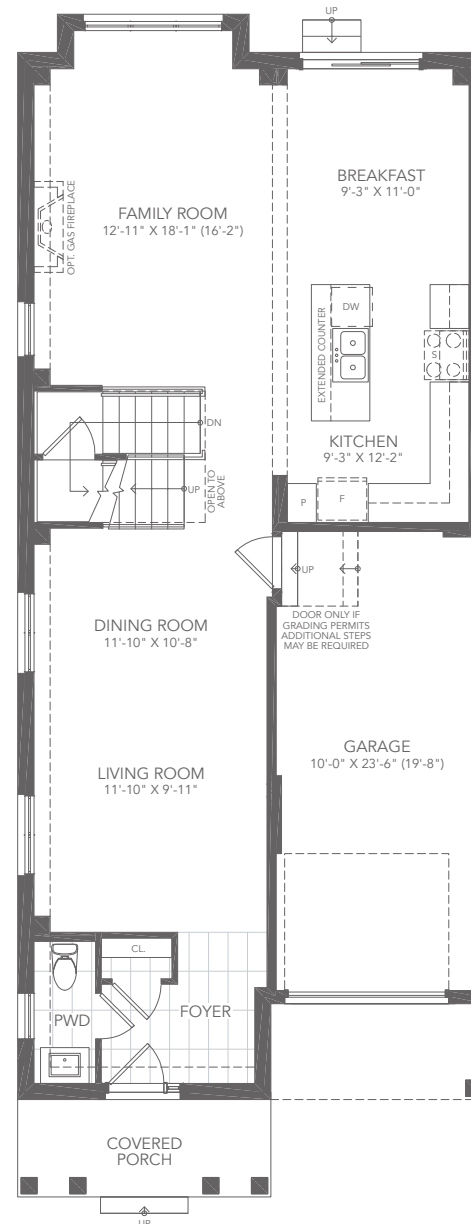 UP
BREAKFAST
9'-3" X 11'-0"
FAMILY ROOM
12'-11" X 18'-1" (16'-2")
OPT. GAS FIREPLACE
DW
EXTENDED COUNTER
S
DN
KITCHEN
9'-3" X 12'-2"
UP
OPEN TO
ABOVE
P
F
UP
DOOR ONLY IF
GRADING PERMITS
ADDITIONAL STEPS
MAY BE REQUIRED
DINING ROOM
11'-10" X 10'-8"
GARAGE
10'-0" X 23'-6" (19'-8")
LIVING ROOM
11'-10" X 9'-11"
CL.
PWD
FOYER
COVERED
PORCH
UP